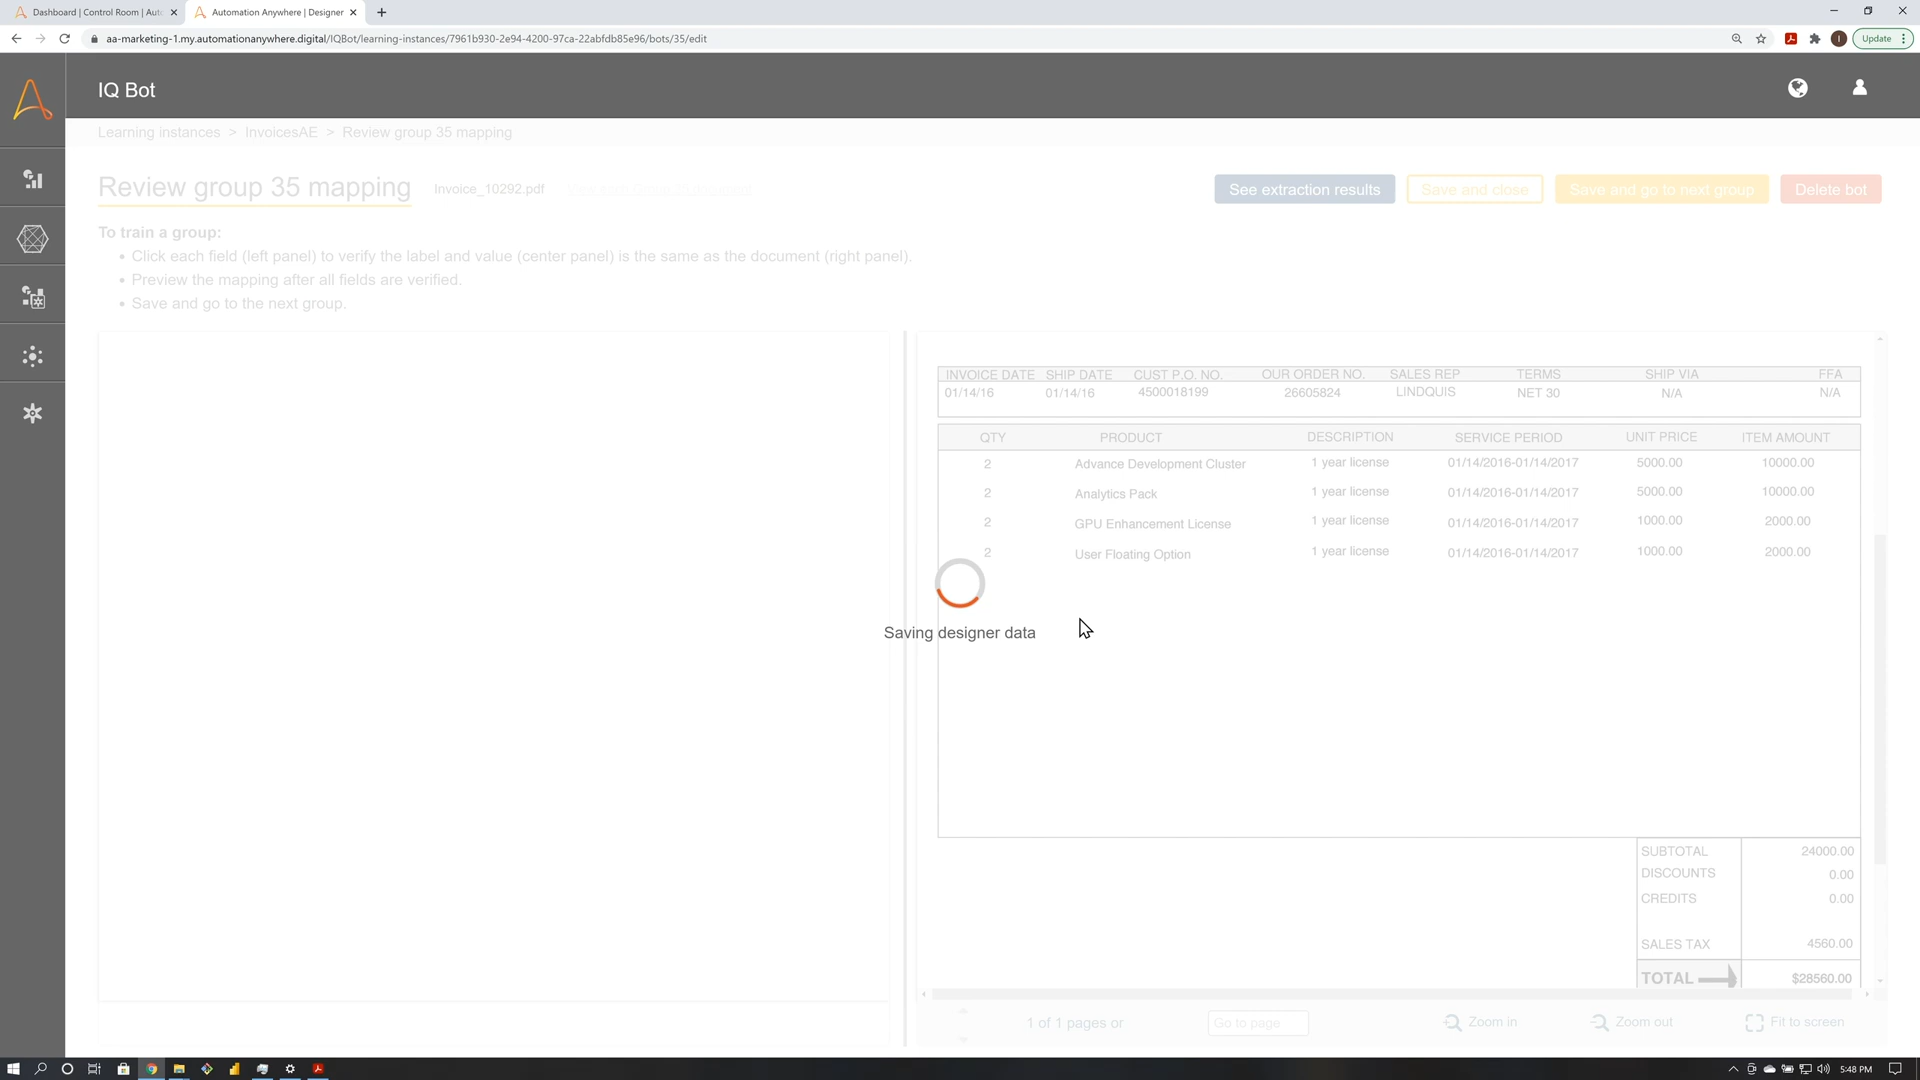 Dashboard | Control Room | Auto
Automation Anywhere | Designer
aa-marketing-1.my.automationanywhere.digital/IQBot/learning-instances/7961b930-2e94-4200-97ca-22abfdb85e96/bots/35/edit
Update
IQ Bot
Learning instances > InvoicesAE > Review group 35 mapping
Review group 35 mapping
Invoice_10292.pdf
See extraction results
Save and close
Save and go to next group
Delete bot
To train a group:
Click each field (left panel) to verify the label and value (center panel) is the same as the document (right panel).
Preview the mapping after all fields are verified.
Save and go to the next group.
INVOICE DATE SHIP DATE CUST P.O. NO. OUR ORDER NO. SALES REP TERMS SHIP VIA FFA
01/14/16 01/14/16 4500018199 26605824 LINDQUIS NET 30 N/A N/A
QTY PRODUCT DESCRIPTION SERVICE PERIOD UNIT PRICE ITEM AMOUNT
2 Advance Development Cluster 1 year license 01/14/2016-01/14/2017 5000.00 10000.00
2 Analytics Pack 1 year license 01/14/2016-01/14/2017 5000.00 10000.00
2 GPU Enhancement License 1 year license 01/14/2016-01/14/2017 1000.00 2000.00
2 User Floating Option 1 year license 01/14/2016-01/14/2017 1000.00 2000.00
Saving designer data
SUBTOTAL 24000.00
DISCOUNTS 0.00
CREDITS 0.00
SALES TAX 4560.00
TOTAL $28560.00
1 of 1 pages or
Go to page
Zoom in
Zoom out
Fit to screen
5:48 PM